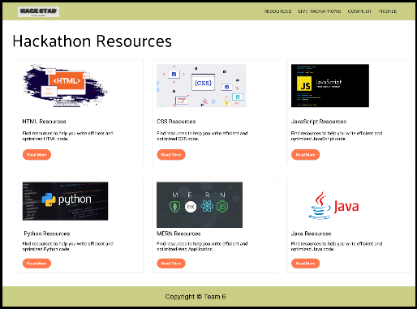 RESOURCES LIVE HACKATHONS COMPILER PROFILE
Hackathon Resources
<HTML>
{CSS}
JS JavaScript
HTML Resources
CSS Resources
JavaScript Resources
Find resources to help you write efficient and
optimized HTML code.
Find resources to help you write efficient and
optimized CSS code.
Find resources to help you write efficient and
optimized JavaScript code.
Read More
Read More
Read More
python
M E R N
Java
Python Resources
MERN Resources
Java Resources
Find resources to help you write efficient and
optimized Python code.
Find resources to help you write efficient and
optimized Web Application
Find resources to help you write efficient and
optimized Java code.
Read More
Read More
Read More
Copyright © Team 6